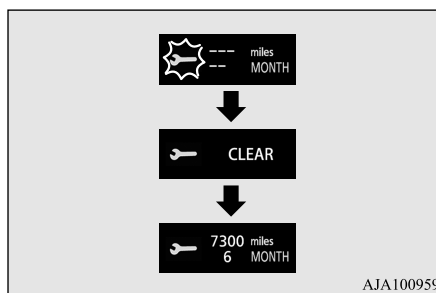 --- miles
-- MONTH
CLEAR
7300 miles
6 MONTH
AJA100959